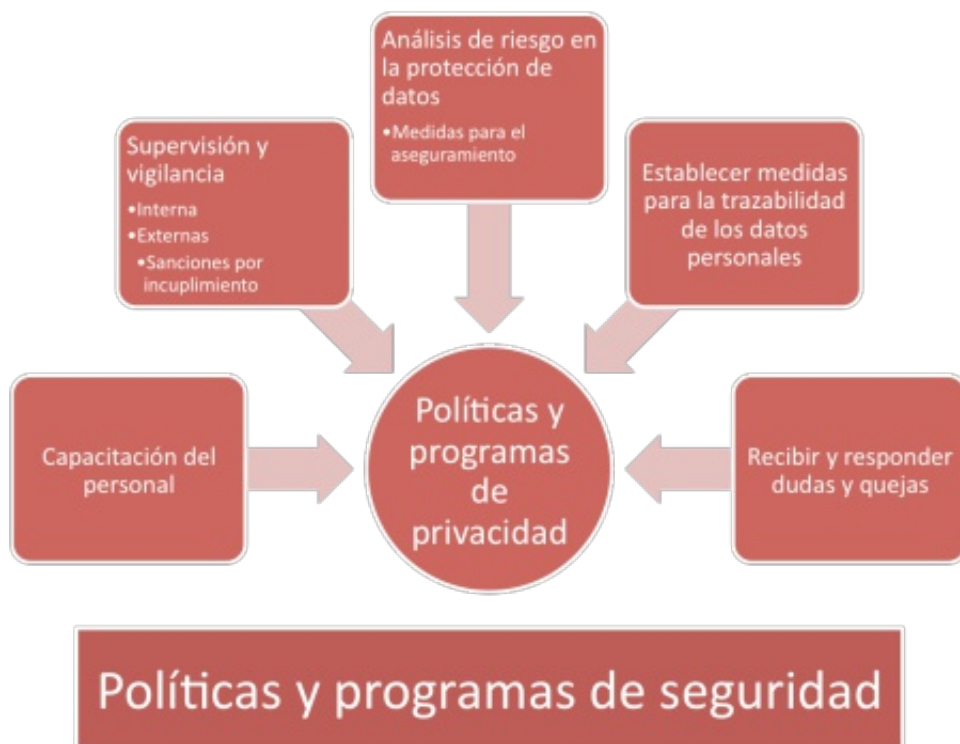 Análisis de riesgo en
la protección de
datos
•Medidas para el
aseguramiento
Supervisión y
vigilancia
•Interna
•Externas
•Sanciones por
incuplimiento
Establecer medidas
para la trazabilidad
de los datos
personales
Capacitación del
personal
Políticas y
programas
de
privacidad
Recibir y responder
dudas y quejas
Políticas y programas de seguridad